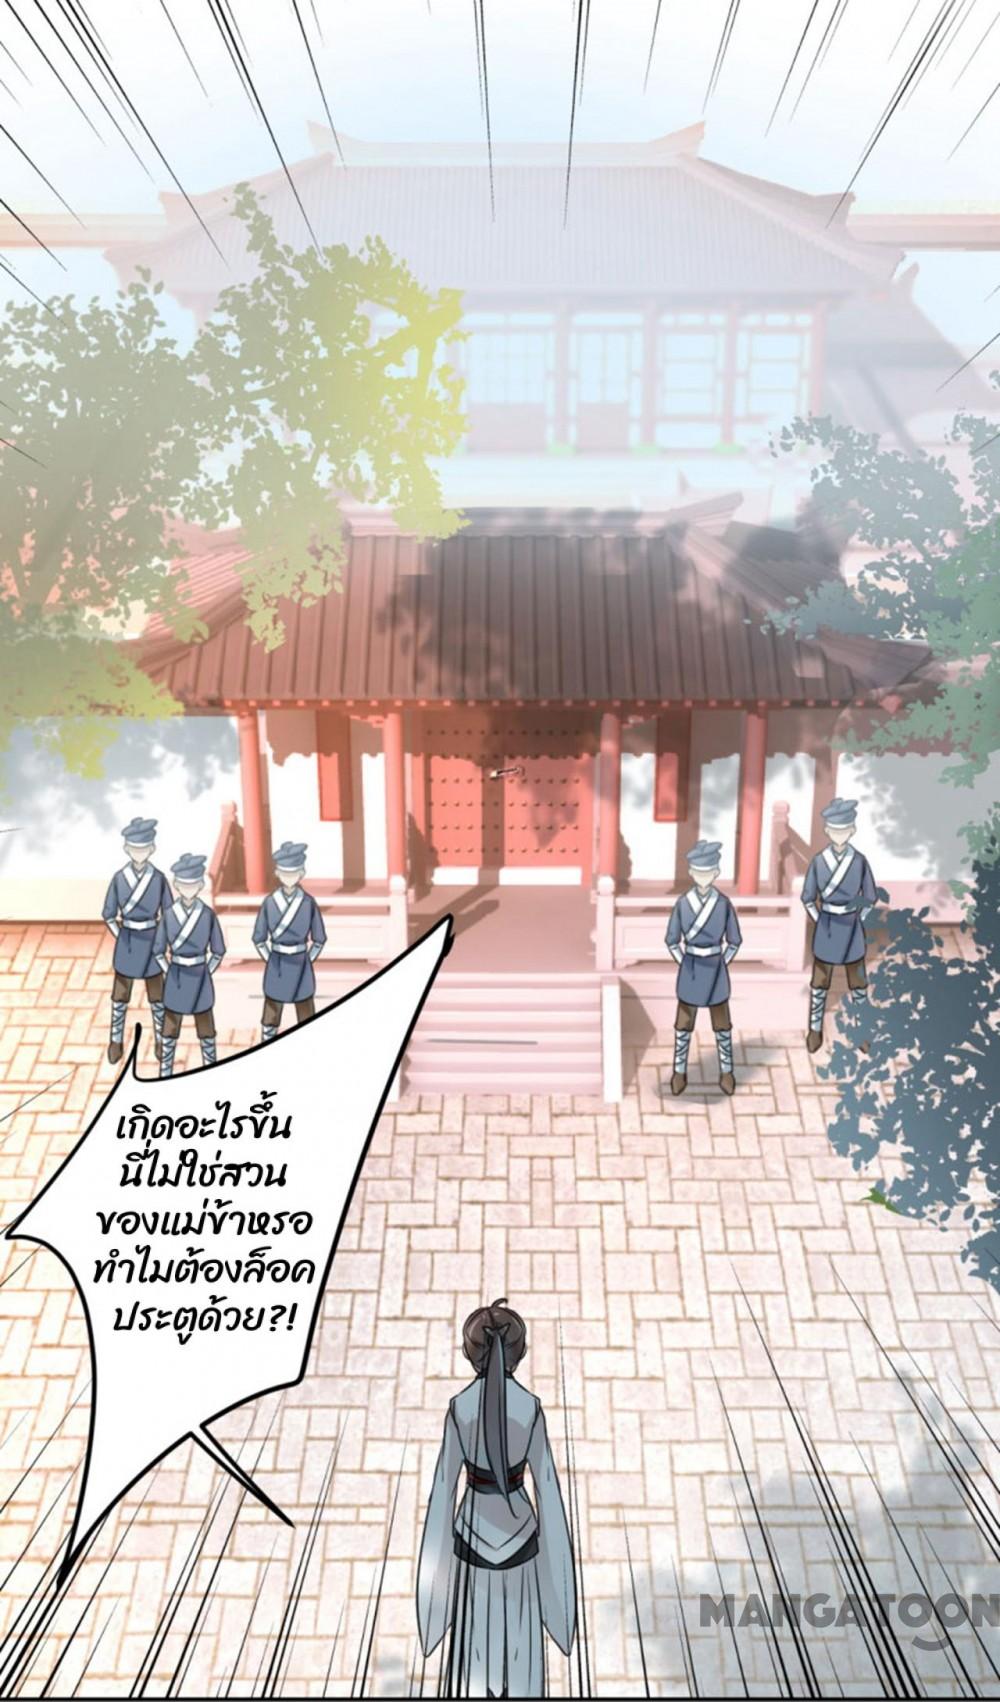 เกิดอะไรขึ้น
นี่ไม่ใช่สวน
ของแม่ข้าหรอ
ทำไมต้องล็อค
ประตูด้วย?!
MANGATOON